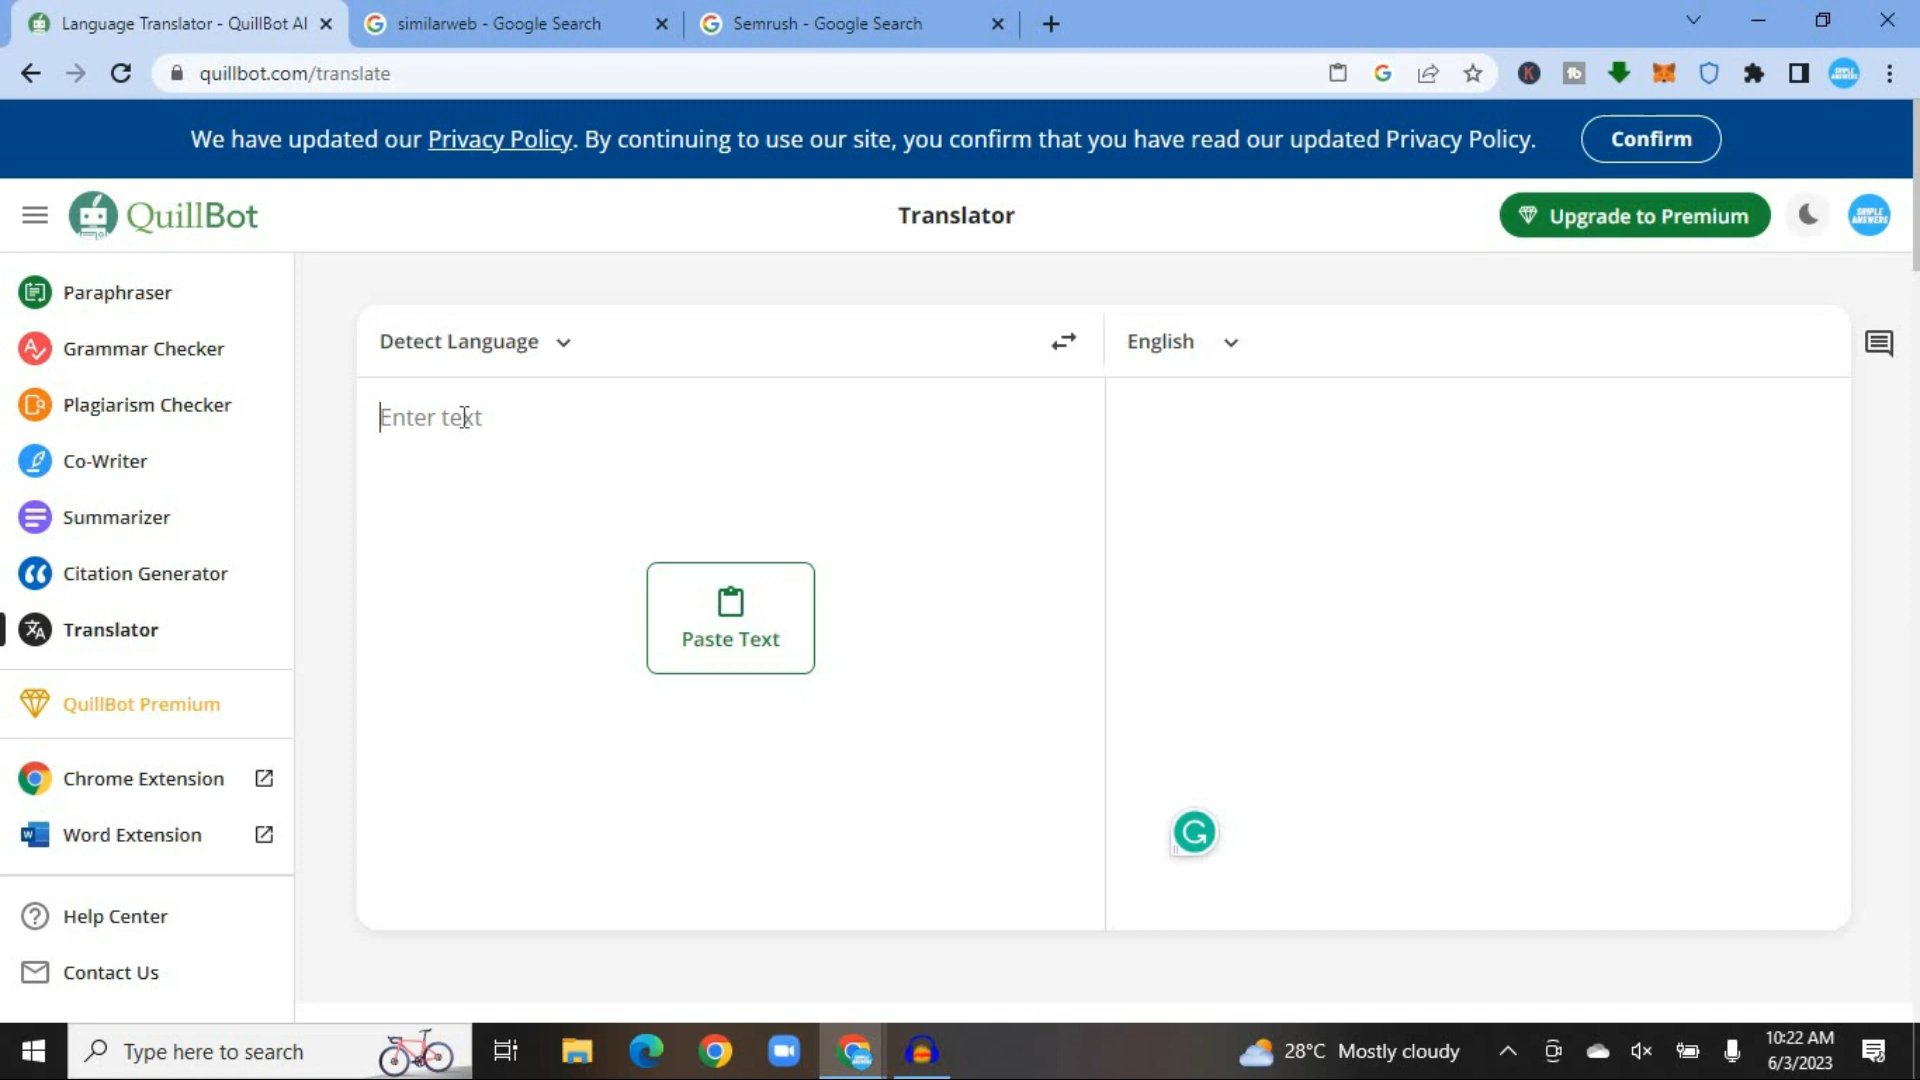 Language Translator - QuillBot AI
similarweb - Google Search
Semrush - Google Search
quillbot.com/translate
We have updated our Privacy Policy. By continuing to use our site, you confirm that you have read our updated Privacy Policy.
Confirm
QuillBot
Translator
Upgrade to Premium
SIMPLE
ANSWERS
Paraphraser
Grammar Checker
Plagiarism Checker
Co-Writer
Summarizer
Citation Generator
Translator
QuillBot Premium
Chrome Extension
Word Extension
Help Center
Contact Us
Detect Language
English
Enter text
Paste Text
Type here to search
28°C Mostly cloudy
10:22 AM
6/3/2023